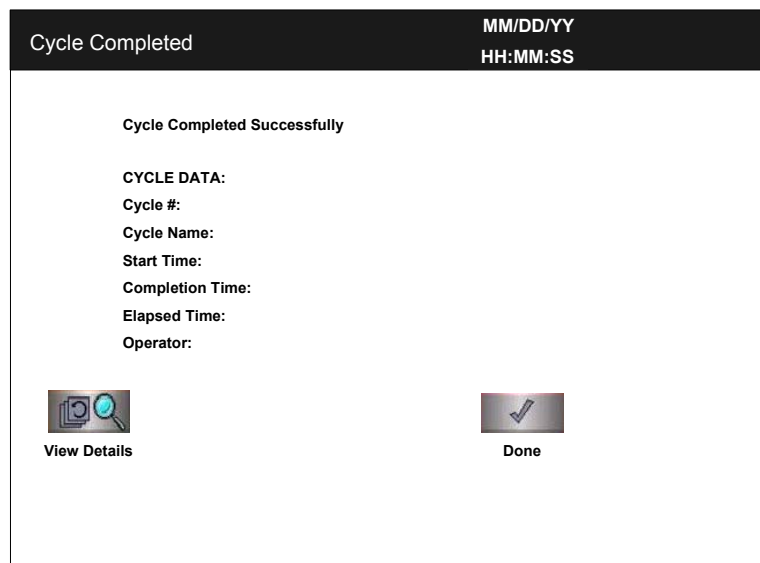 Cycle Completed
MM/DD/YY
HH:MM:SS
Cycle Completed Successfully
CYCLE DATA:
Cycle #:
Cycle Name:
Start Time:
Completion Time:
Elapsed Time:
Operator:
View Details
Done